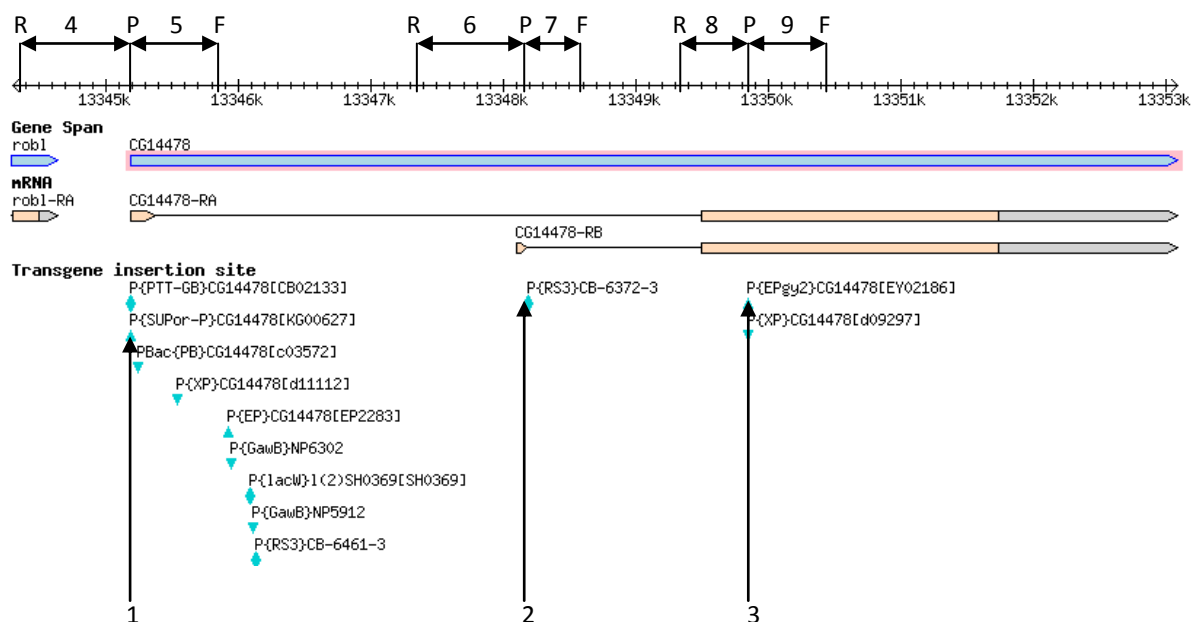 R 4 P 5 F R 6 P 7 F R 8 P 9 F
13345k 13346k 13347k 13348k 13349k 13350k 13351k 13352k 13353k
Gene Span
robl CG14478
mRNA
robl-RA CG14478-RA
CG14478-RB
Transgene insertion site
P{PTT-GB}CG14478[CB02133] P{RS3}CB-6372-3 P{EPgy2}CG14478[EY02186]
P{SUPor-P}CG14478[KG00627] P{XP}CG14478[d09297]
PBac{PB}CG14478[c03572]
P{XP}CG14478[d11112]
P{EP}CG14478[EP2283]
P{GawB}NP6302
P{lacW}l(2)SH0369[SH0369]
P{GawB}NP5912
P{RS3}CB-6461-3
1 2 3